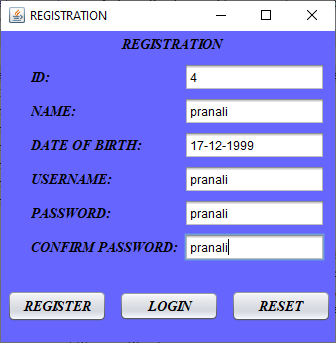 REGISTRATION
REGISTRATION
ID: 4
NAME: pranali
DATE OF BIRTH: 17-12-1999
USERNAME: pranali
PASSWORD: pranali
CONFIRM PASSWORD: pranali
REGISTER LOGIN RESET